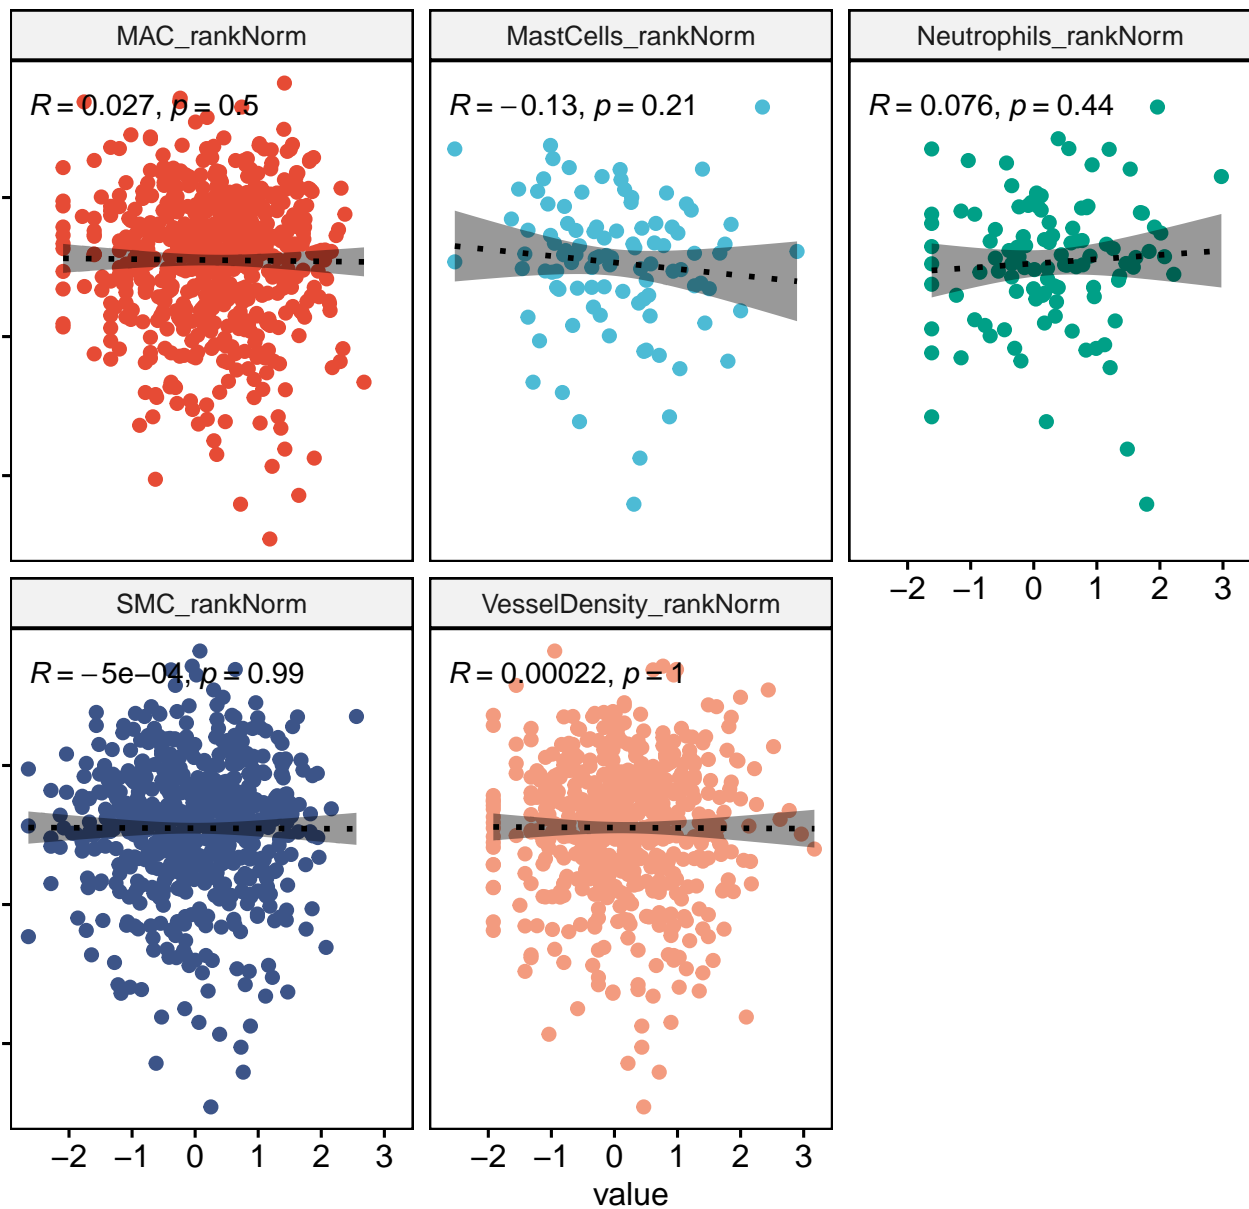 MAC_rankNorm
MastCells_rankNorm
Neutrophils_rankNorm
R = 0.027, p = 0.5
R = −0.13, p = 0.21
R = 0.076, p = 0.44
−2 −1 0 1 2 3
SMC_rankNorm
VesselDensity_rankNorm
R = −5e−04, p = 0.99
R = 0.00022, p = 1
−2 −1 0 1 2 3
−2 −1 0 1 2 3
value